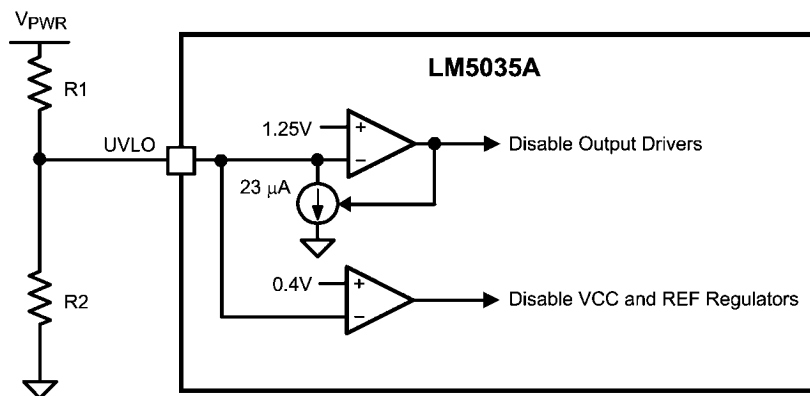 VPWR
LM5035A
R1
1.25V
+
−
Disable Output Drivers
UVLO
23 μA
0.4V
+
−
Disable VCC and REF Regulators
R2